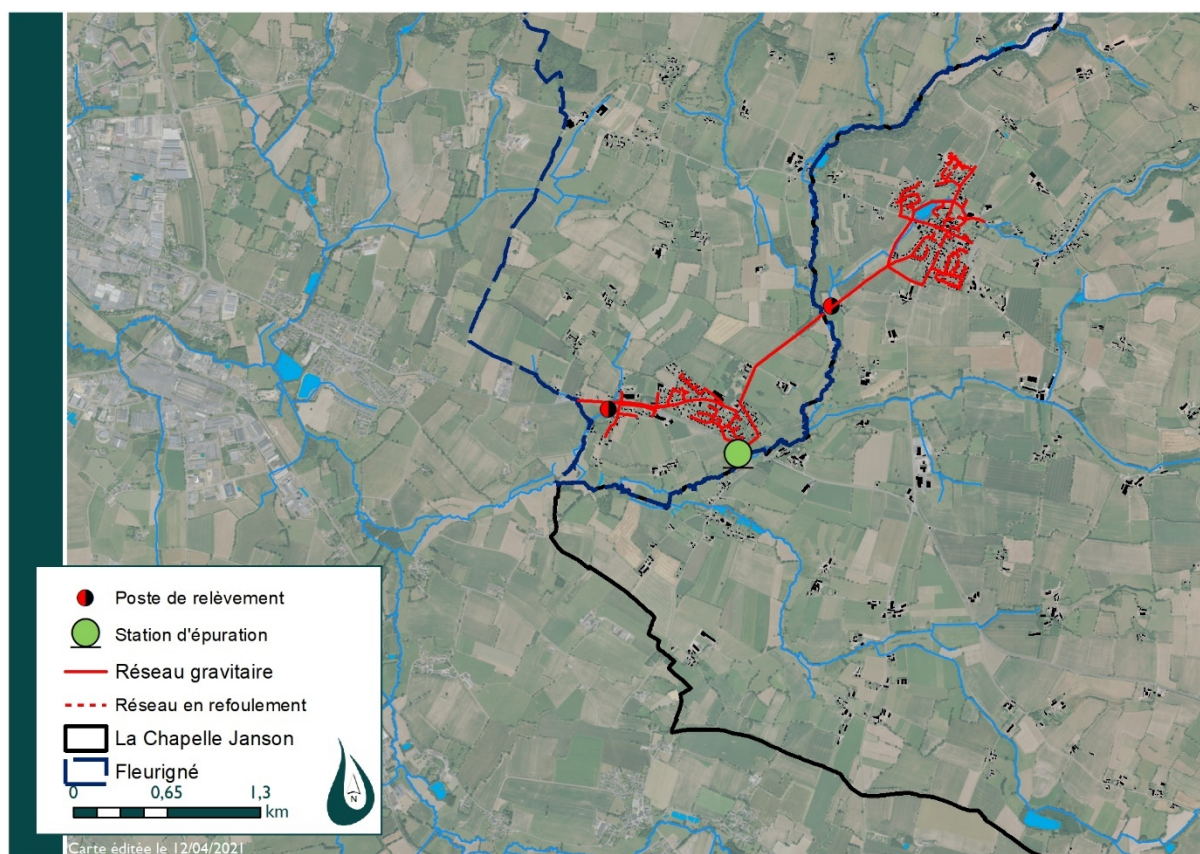 Poste de relèvement
Station d'épuration
Réseau gravitaire
Réseau en refoulement
La Chapelle Janson
Fleurigné
0 0,65 1,3
km
N
Carte éditée le 12/04/2021